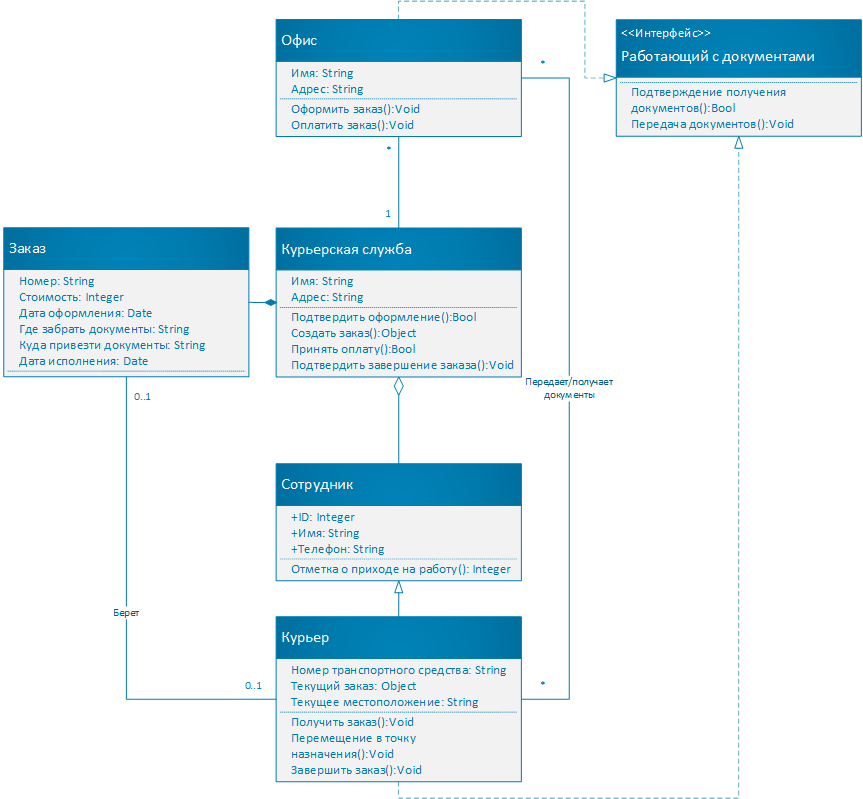 Офис
Имя: String
Адрес: String
Оформить заказ():Void
Оплатить заказ():Void
*
<<Интерфейс>>
Работающий с документами
Подтверждение получения
документов():Bool
Передача документов():Void
*
1
Заказ
Номер: String
Стоимость: Integer
Дата оформления: Date
Где забрать документы: String
Куда привезти документы: String
Дата исполнения: Date
0..1
Курьерская служба
Имя: String
Адрес: String
Подтвердить оформление():Bool
Создать заказ():Object
Принять оплату():Bool
Подтвердить завершение заказа():Void
Передает/получает
документы
Сотрудник
+ID: Integer
+Имя: String
+Телефон: String
Отметка о приходе на работу(): Integer
Берет
0..1
Курьер
Номер транспортного средства: String
Текущий заказ: Object
Текущее местоположение: String
Получить заказ():Void
Перемещение в точку
назначения():Void
Завершить заказ():Void
*